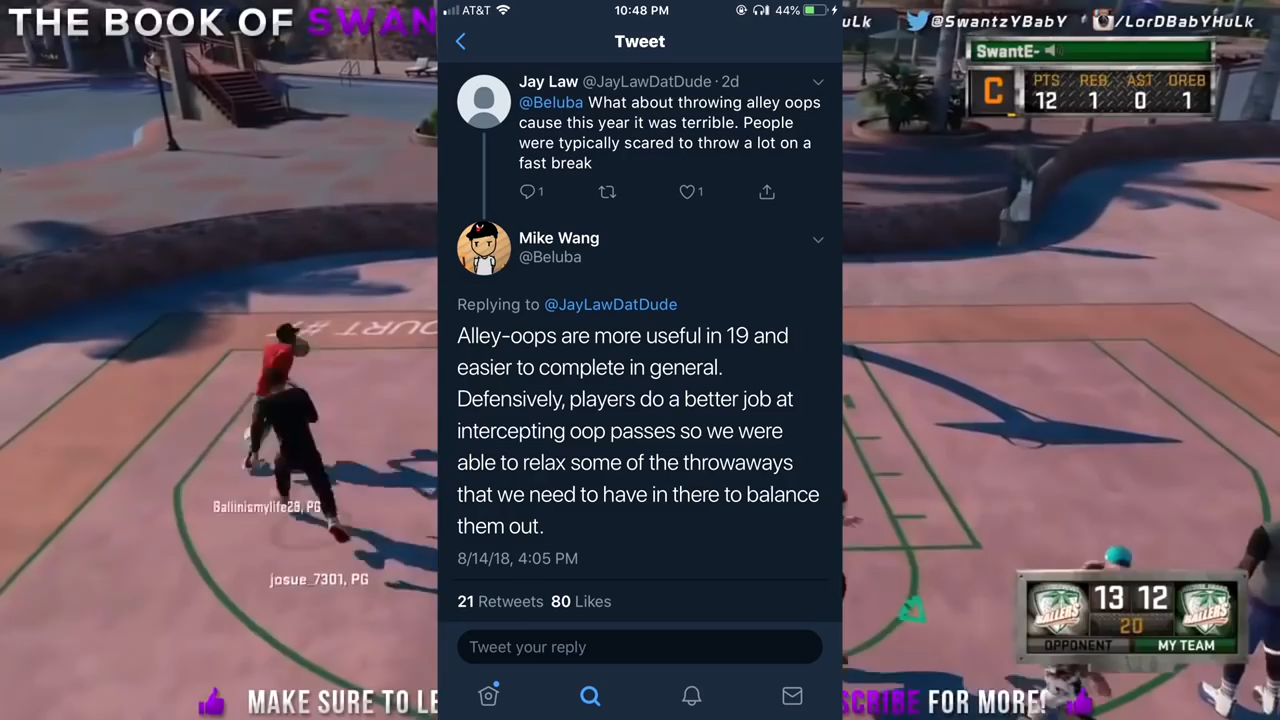 THE BOOK OF SWAN
AT&T
10:48 PM
44%
Tweet
Jay Law @JayLawDatDude · 2d
@Beluba What about throwing alley oops
cause this year it was terrible. People
were typically scared to throw a lot on a
fast break
1
1
Mike Wang
@Beluba
Replying to @JayLawDatDude
Alley-oops are more useful in 19 and
easier to complete in general.
Defensively, players do a better job at
intercepting oop passes so we were
able to relax some of the throwaways
that we need to have in there to balance
them out.
8/14/18, 4:05 PM
21 Retweets 80 Likes
Tweet your reply
uLk
@SwantzYBabY
/LorDBabYHuLk
SwantE-
C
PTS REB AST OREB
12 1 0 1
OURT #
Ballinismylife28, PG
josue_7301, PG
13 12
20
BALLERS
OPPONENT MY TEAM
MAKE SURE TO LE
SCRIBE FOR MORE!